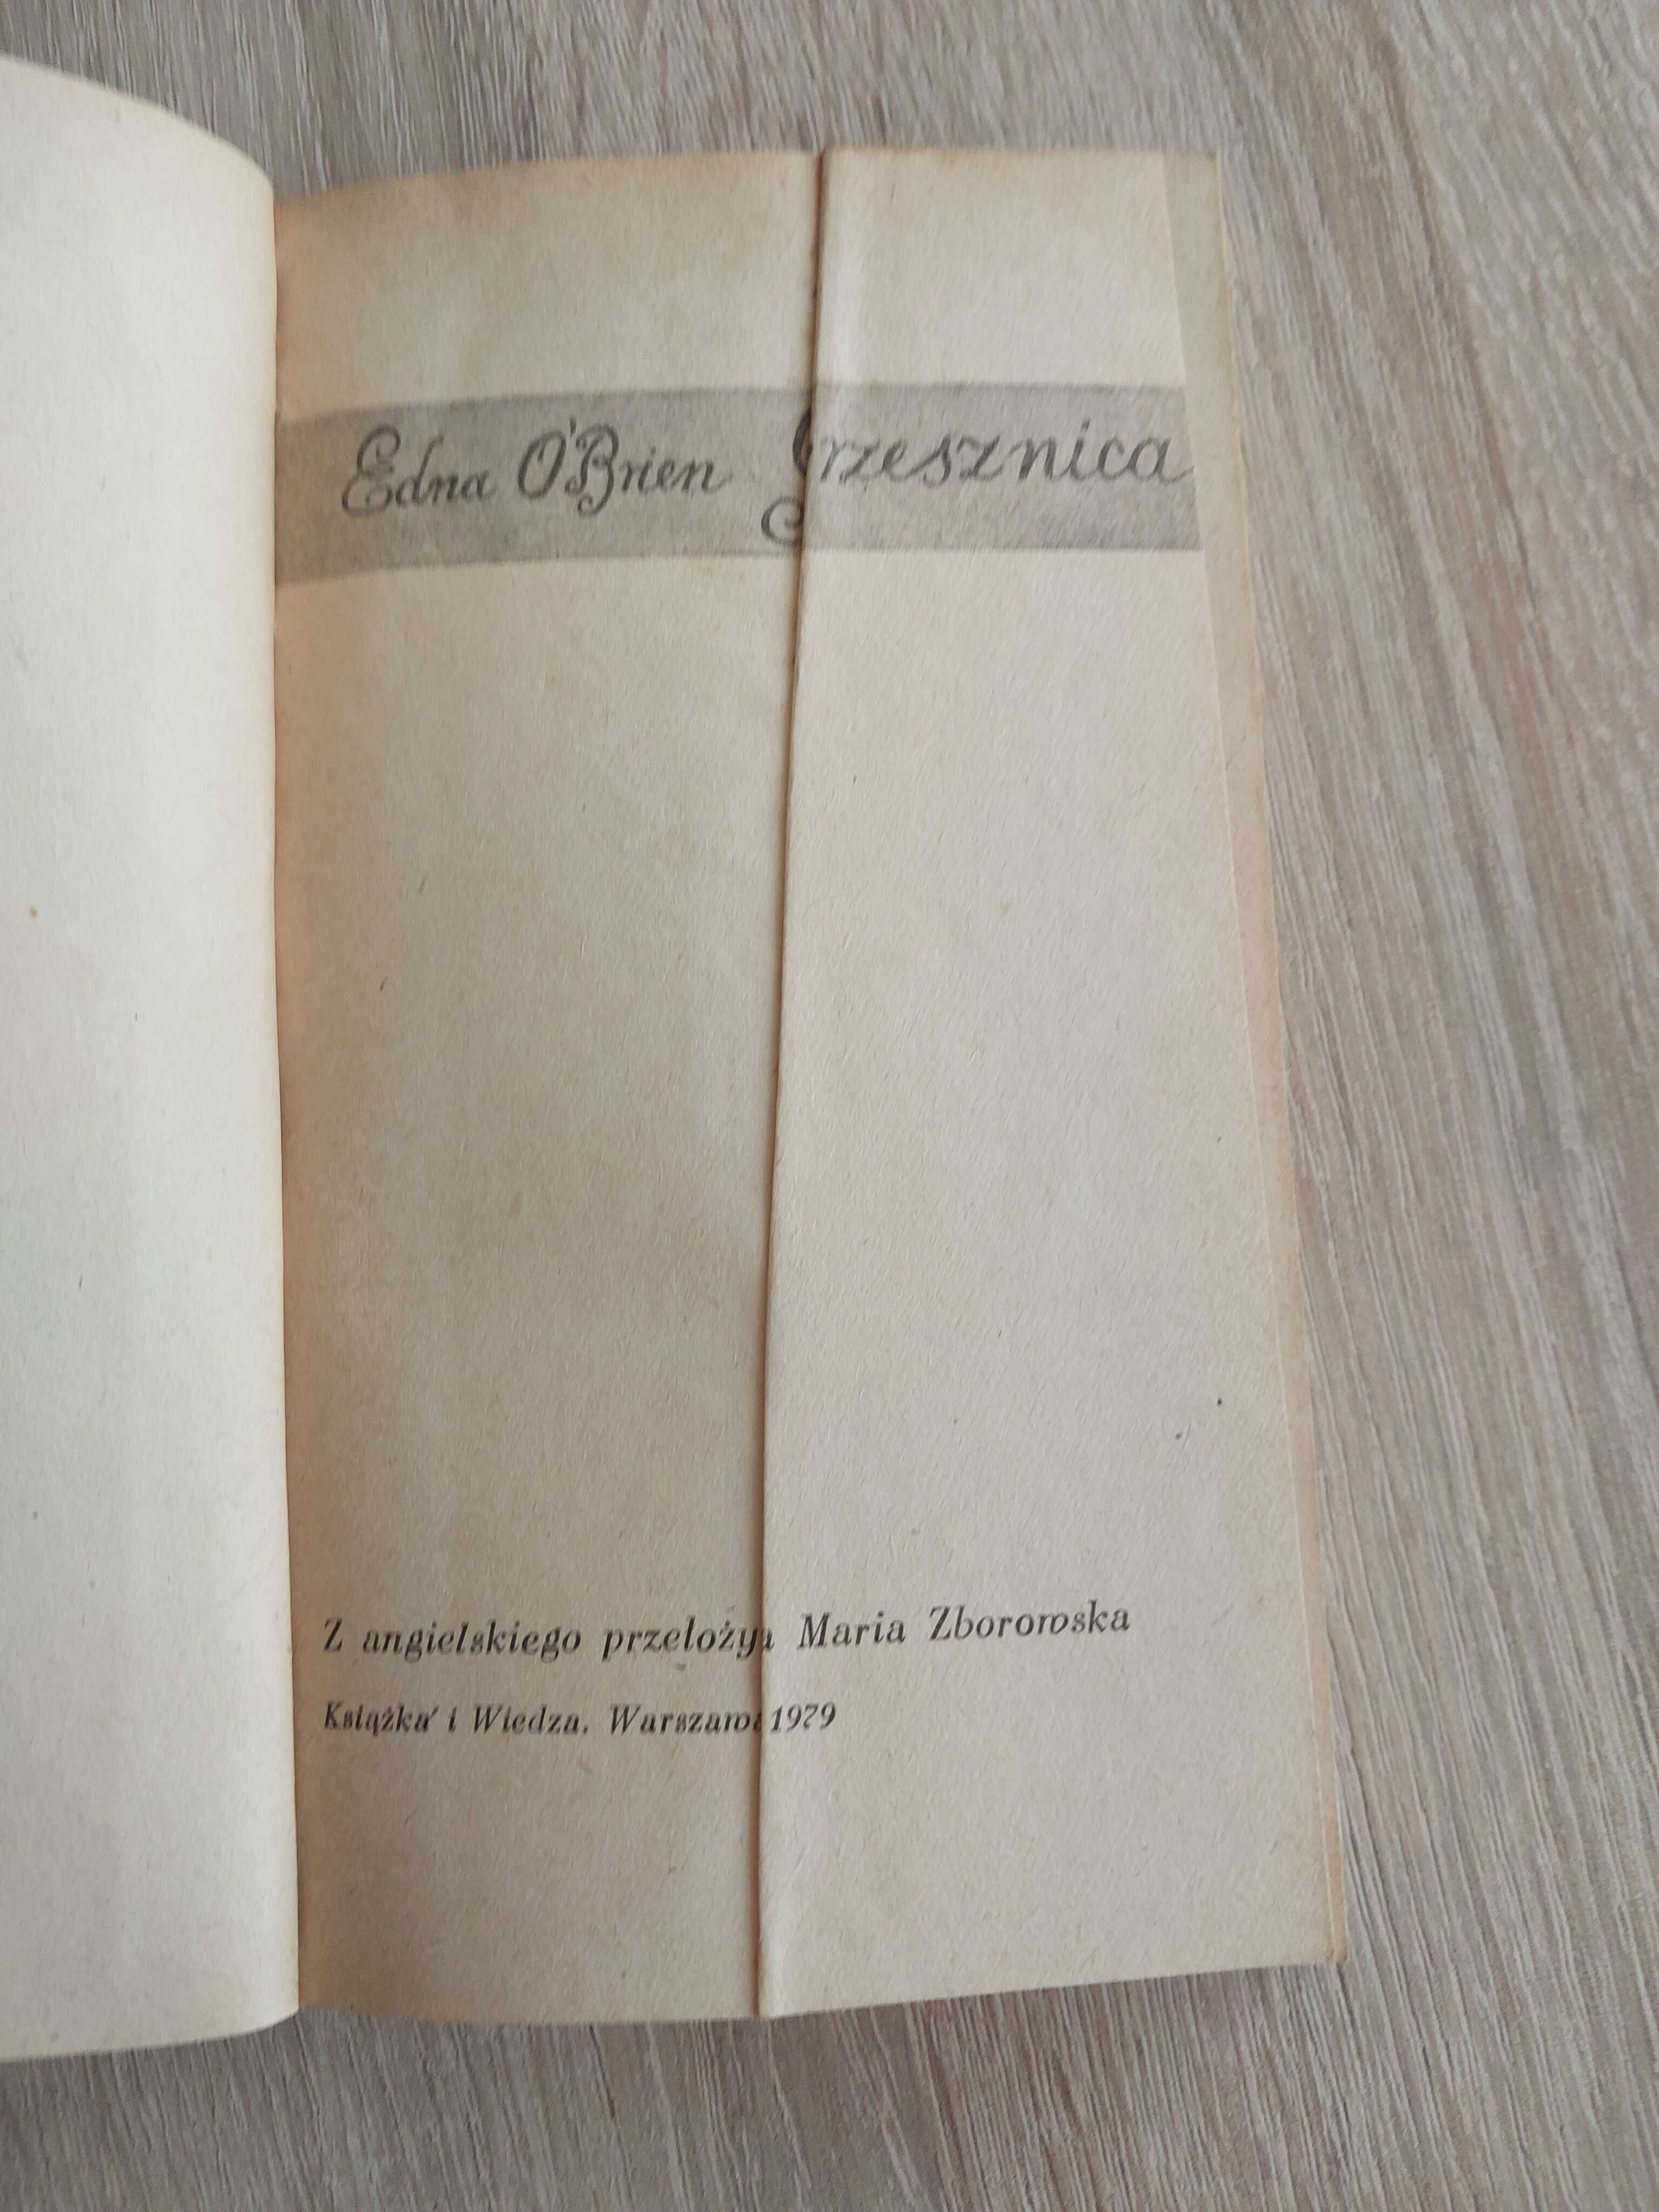 Edna O'Brien Grzesznica
Z angielskiego przełożyła Maria Zborowska
Książka i Wiedza. Warszawa 1979